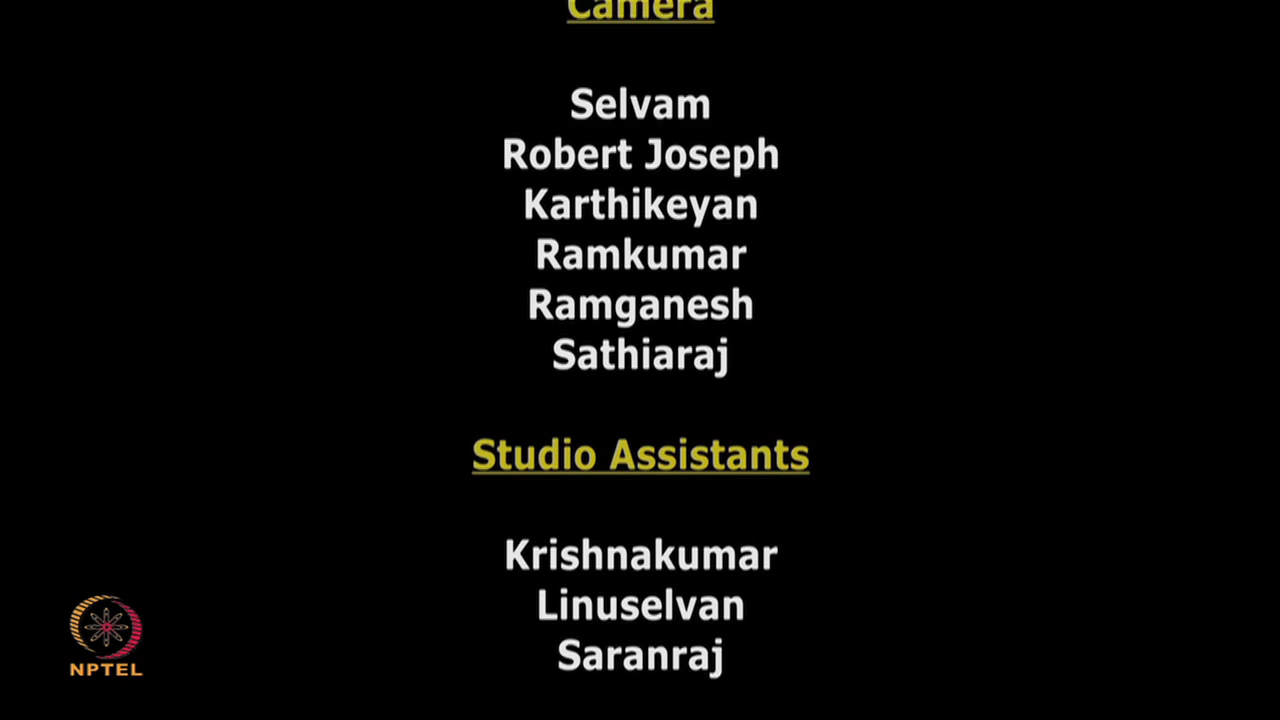 Camera
Selvam
Robert Joseph
Karthikeyan
Ramkumar
Ramganesh
Sathiaraj
Studio Assistants
Krishnakumar
Linuselvan
Saranraj
NPTEL